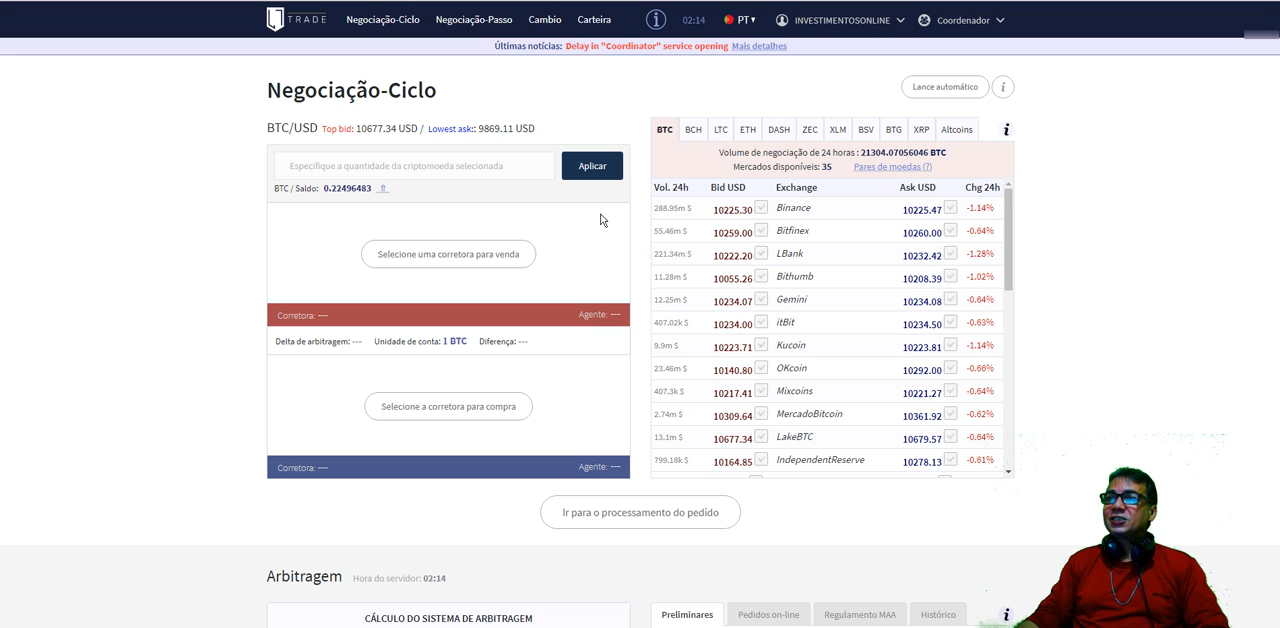 TRADE Negociação-Ciclo Negociação-Passo Cambio Carteira 02:14 PT INVESTIMENTOSONLINE Coordenador
Últimas notícias: Delay in "Coordinator" service opening Mais detalhes
Negociação-Ciclo
Lance automático i
BTC/USD Top bid: 10677.34 USD / Lowest ask:: 9869.11 USD
Especifique a quantidade da criptomoeda selecionada Aplicar
BTC / Saldo: 0.22496483
Selecione uma corretora para venda
Corretora: --- Agente: ---
Delta de arbitragem: --- Unidade de conta: 1 BTC Diferença: ---
Selecione a corretora para compra
Corretora: --- Agente: ---
BTC BCH LTC ETH DASH ZEC XLM BSV BTG XRP Altcoins i
Volume de negociação de 24 horas : 21304.07056046 BTC
Mercados disponíveis: 35 Pares de moedas (?)
Vol. 24h Bid USD Exchange Ask USD Chg 24h
288.95m $ 10225.30 Binance 10225.47 -1.14%
55.46m $ 10259.00 Bitfinex 10260.00 -0.64%
221.34m $ 10222.20 LBank 10232.42 -1.28%
11.28m $ 10055.26 Bithumb 10208.39 -1.02%
12.25m $ 10234.07 Gemini 10234.08 -0.64%
407.02k $ 10234.00 itBit 10234.50 -0.63%
9.9m $ 10223.71 Kucoin 10223.81 -1.14%
23.46m $ 10140.80 OKcoin 10292.00 -0.66%
407.3k $ 10217.41 Mixcoins 10221.27 -0.64%
2.74m $ 10309.64 MercadoBitcoin 10361.92 -0.62%
13.1m $ 10677.34 LakeBTC 10679.57 -0.64%
799.18k $ 10164.85 IndependentReserve 10278.13 -0.61%
Ir para o processamento do pedido
Arbitragem Hora do servidor: 02:14
CÁLCULO DO SISTEMA DE ARBITRAGEM
Preliminares Pedidos on-line Regulamento MAA Histórico i